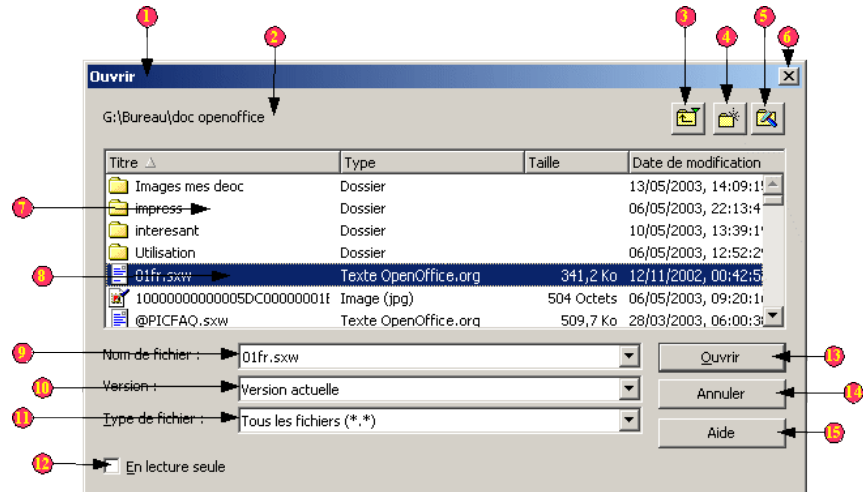 1
2
3
4
5
6
Ouvrir
G:\Bureau\doc openoffice
Titre Type Taille Date de modification
Images mes deoc Dossier 13/05/2003, 14:09:1
7 impress Dossier 06/05/2003, 22:13:4
interesant Dossier 10/05/2003, 13:39:1
Utilisation Dossier 06/05/2003, 12:52:2
8 01fr.sxw Texte OpenOffice.org 341,2 Ko 12/11/2002, 00:42:5
10000000000005DC00000001E Image (jpg) 504 Octets 06/05/2003, 09:20:1
@PICFAQ.sxw Texte OpenOffice.org 509,7 Ko 28/03/2003, 06:00:3
9 Nom de fichier : 01fr.sxw Ouvrir 13
10 Version : Version actuelle Annuler 14
11 Type de fichier : Tous les fichiers (*.*) Aide 15
12 En lecture seule